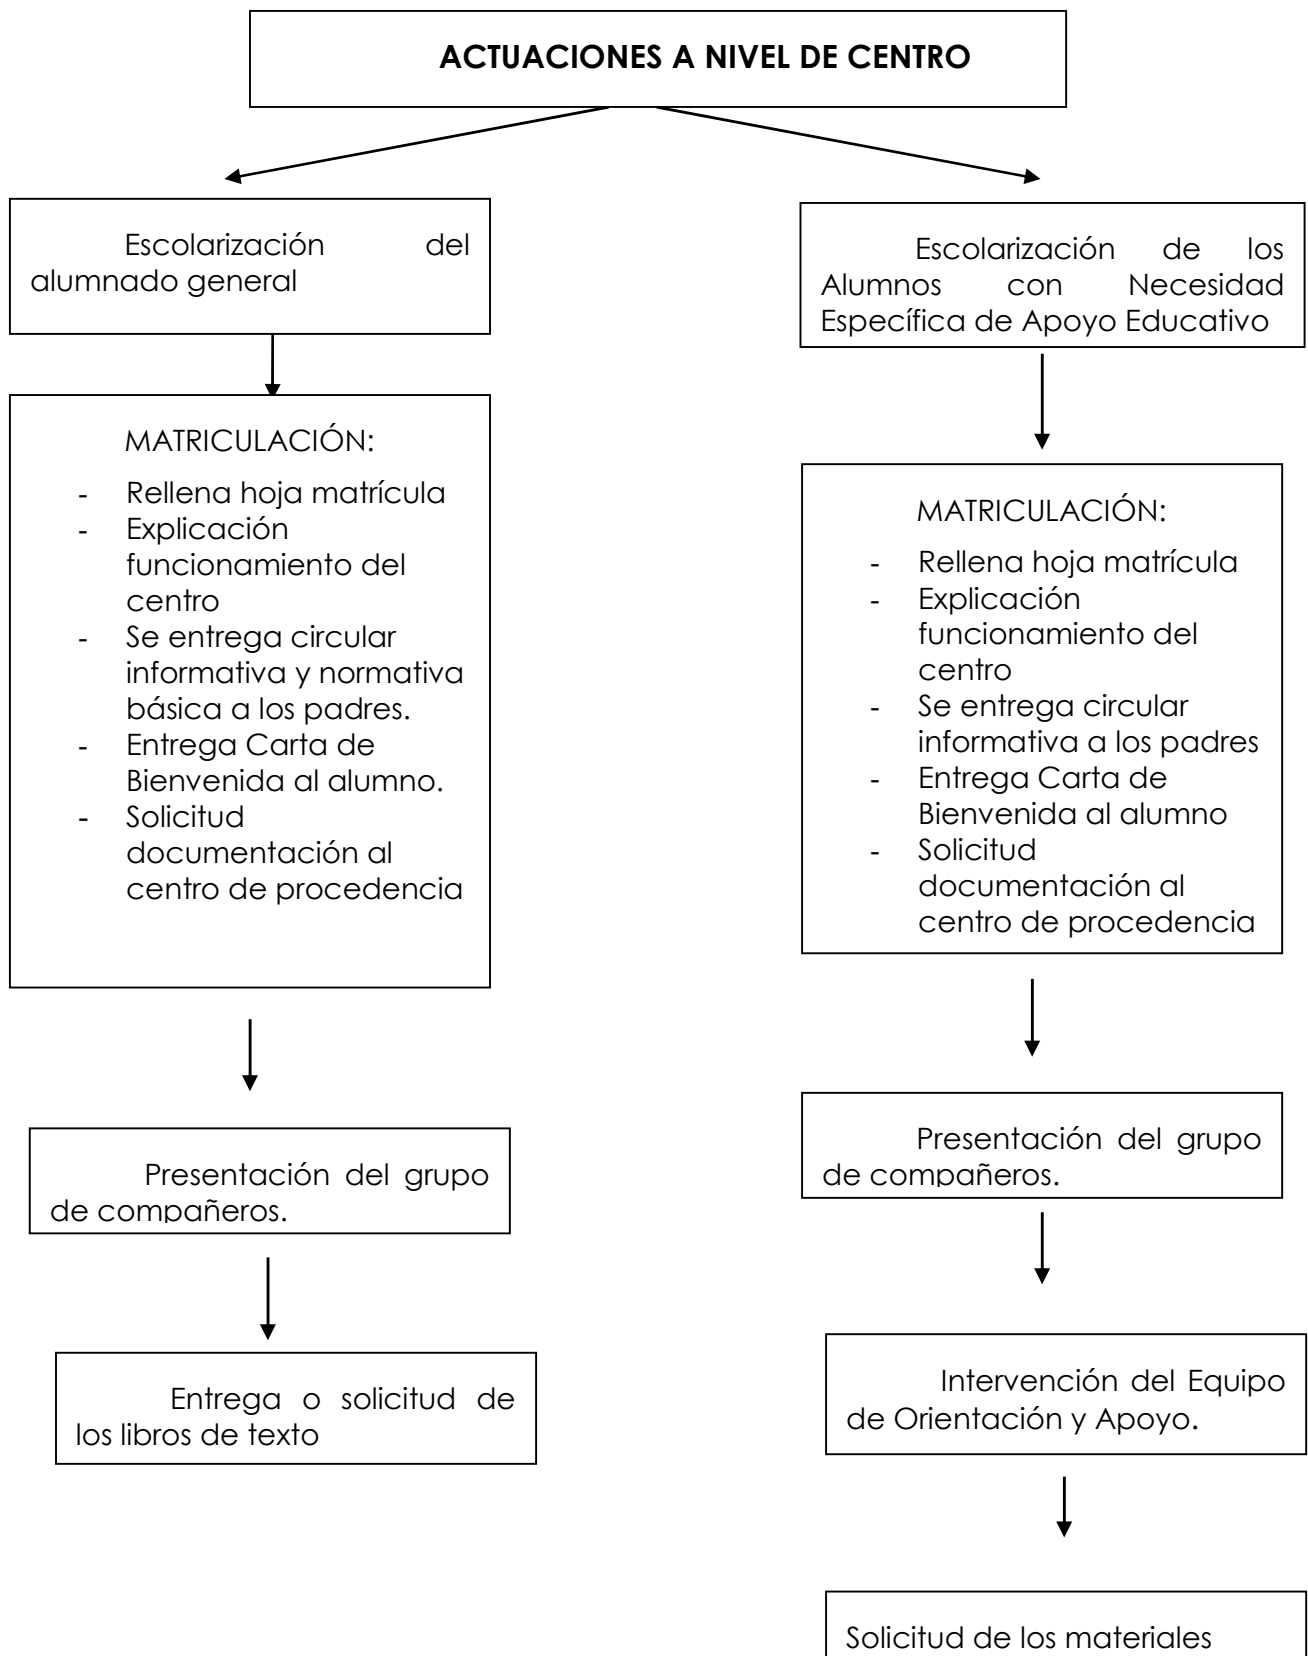 ACTUACIONES A NIVEL DE CENTRO
Escolarización del
alumnado general
MATRICULACIÓN:
- Rellena hoja matrícula
- Explicación
funcionamiento del
centro
- Se entrega circular
informativa y normativa
básica a los padres.
- Entrega Carta de
Bienvenida al alumno.
- Solicitud
documentación al
centro de procedencia
Presentación del grupo
de compañeros.
Entrega o solicitud de
los libros de texto
Escolarización de los
Alumnos con Necesidad
Específica de Apoyo Educativo
MATRICULACIÓN:
- Rellena hoja matrícula
- Explicación
funcionamiento del
centro
- Se entrega circular
informativa a los padres
- Entrega Carta de
Bienvenida al alumno
- Solicitud
documentación al
centro de procedencia
Presentación del grupo
de compañeros.
Intervención del Equipo
de Orientación y Apoyo.
Solicitud de los materiales